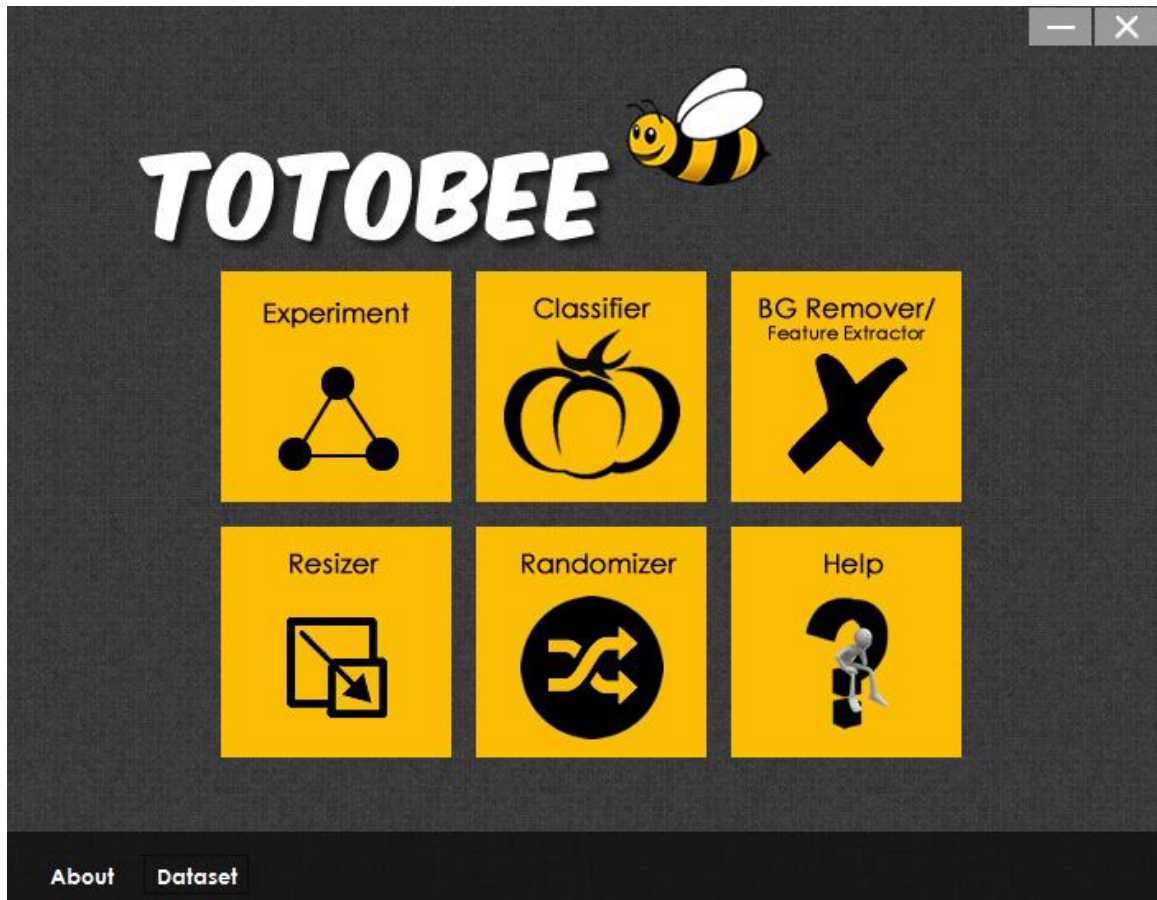 TOTOBEE
Experiment
Classifier
BG Remover/
Feature Extractor
Resizer
Randomizer
Help
About
Dataset